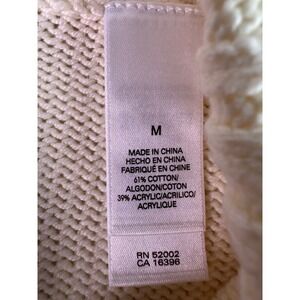 M
MADE IN CHINA
HECHO EN CHINA
FABRIQUÉ EN CHINE
61% COTTON/
ALGODON/COTON
39% ACRYLIC/ACRILICO/
ACRYLIQUE
RN 52002
CA 16396